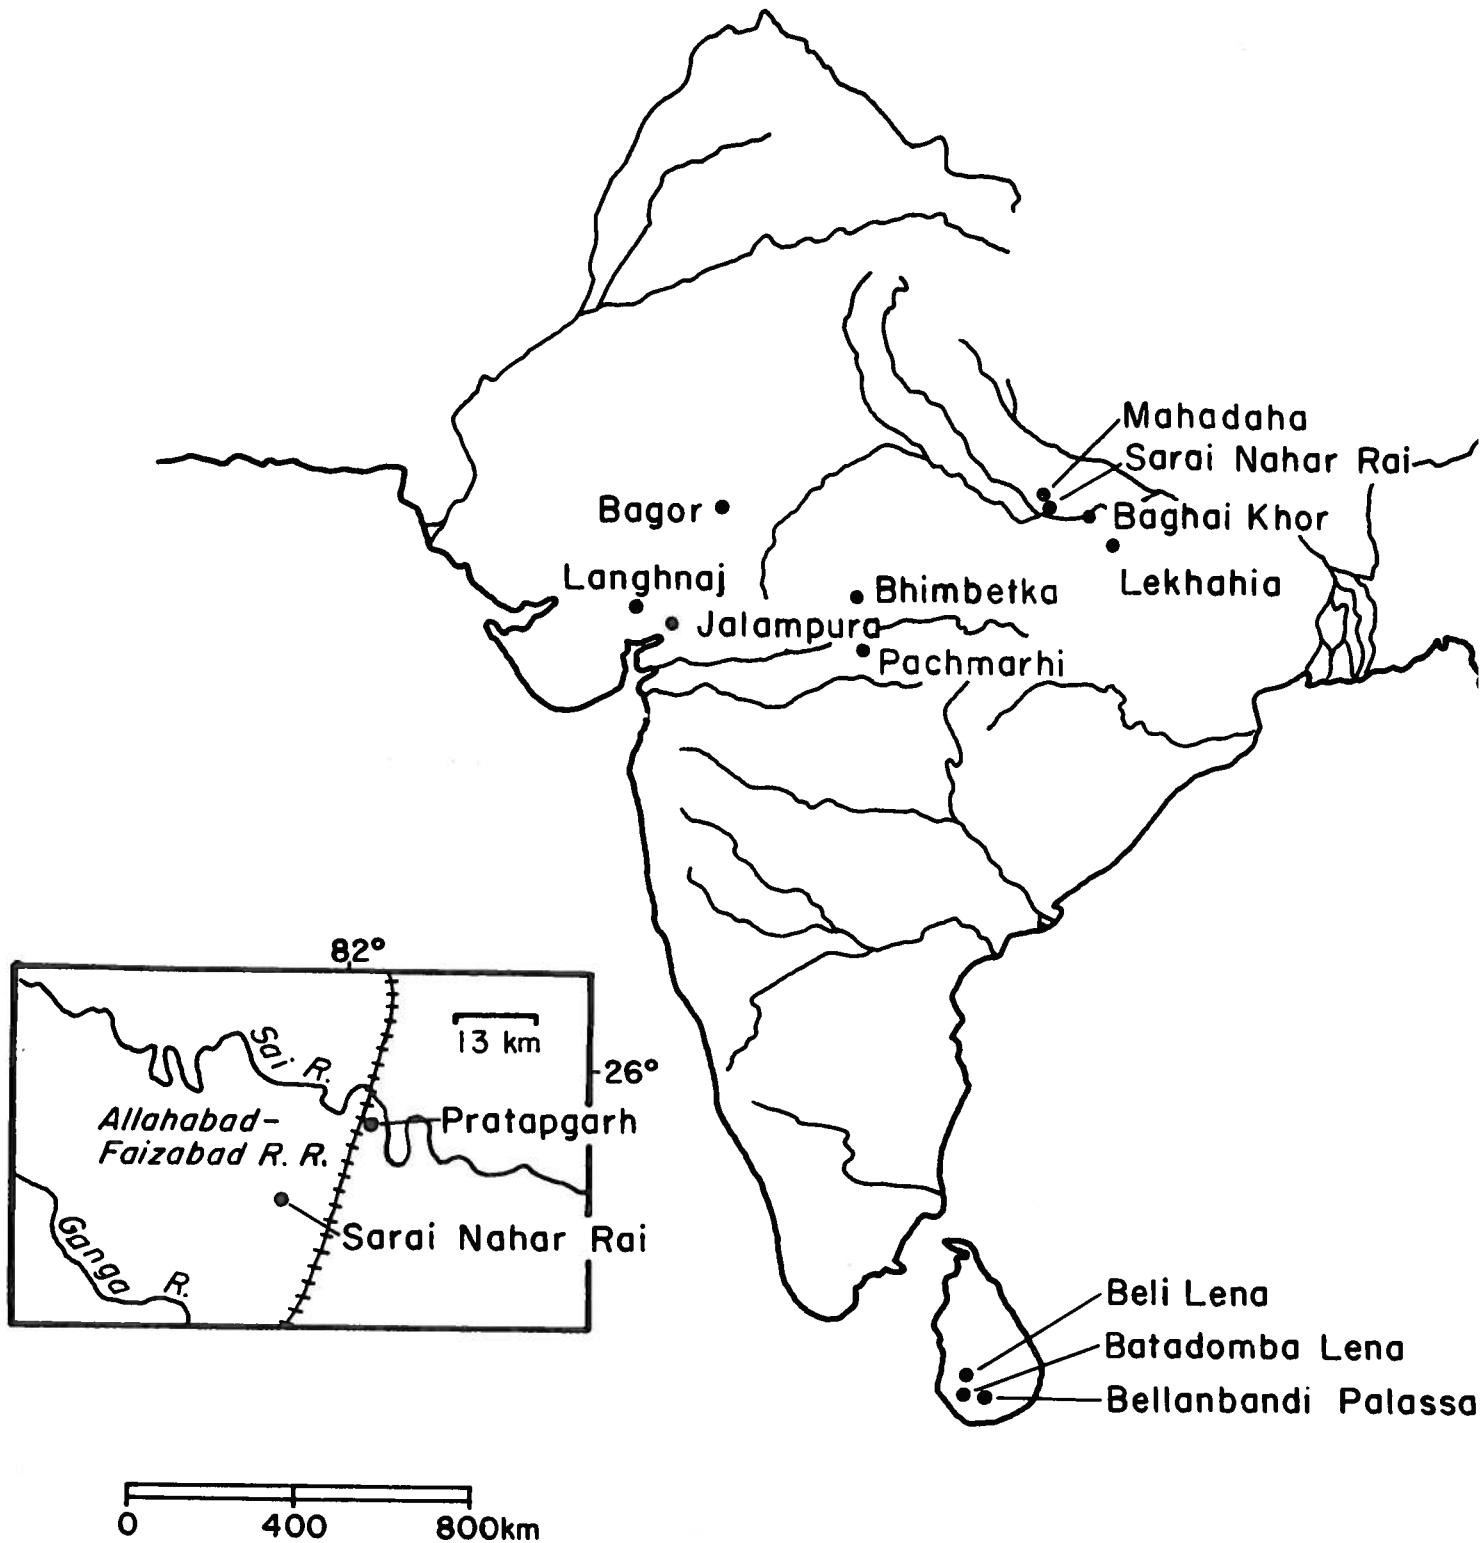 Mahadaha
Sarai Nahar Rai
Bagor
Baghai Khor
Langhnaj
Lekhahia
Bhimbetka
Jalampura
Pachmarhi
82°
Sai R.
13 km
26°
Allahabad-
Faizabad R. R.
Pratapgarh
Sarai Nahar Rai
Ganga R.
Beli Lena
Batadomba Lena
Bellanbandi Palassa
0 400 800km